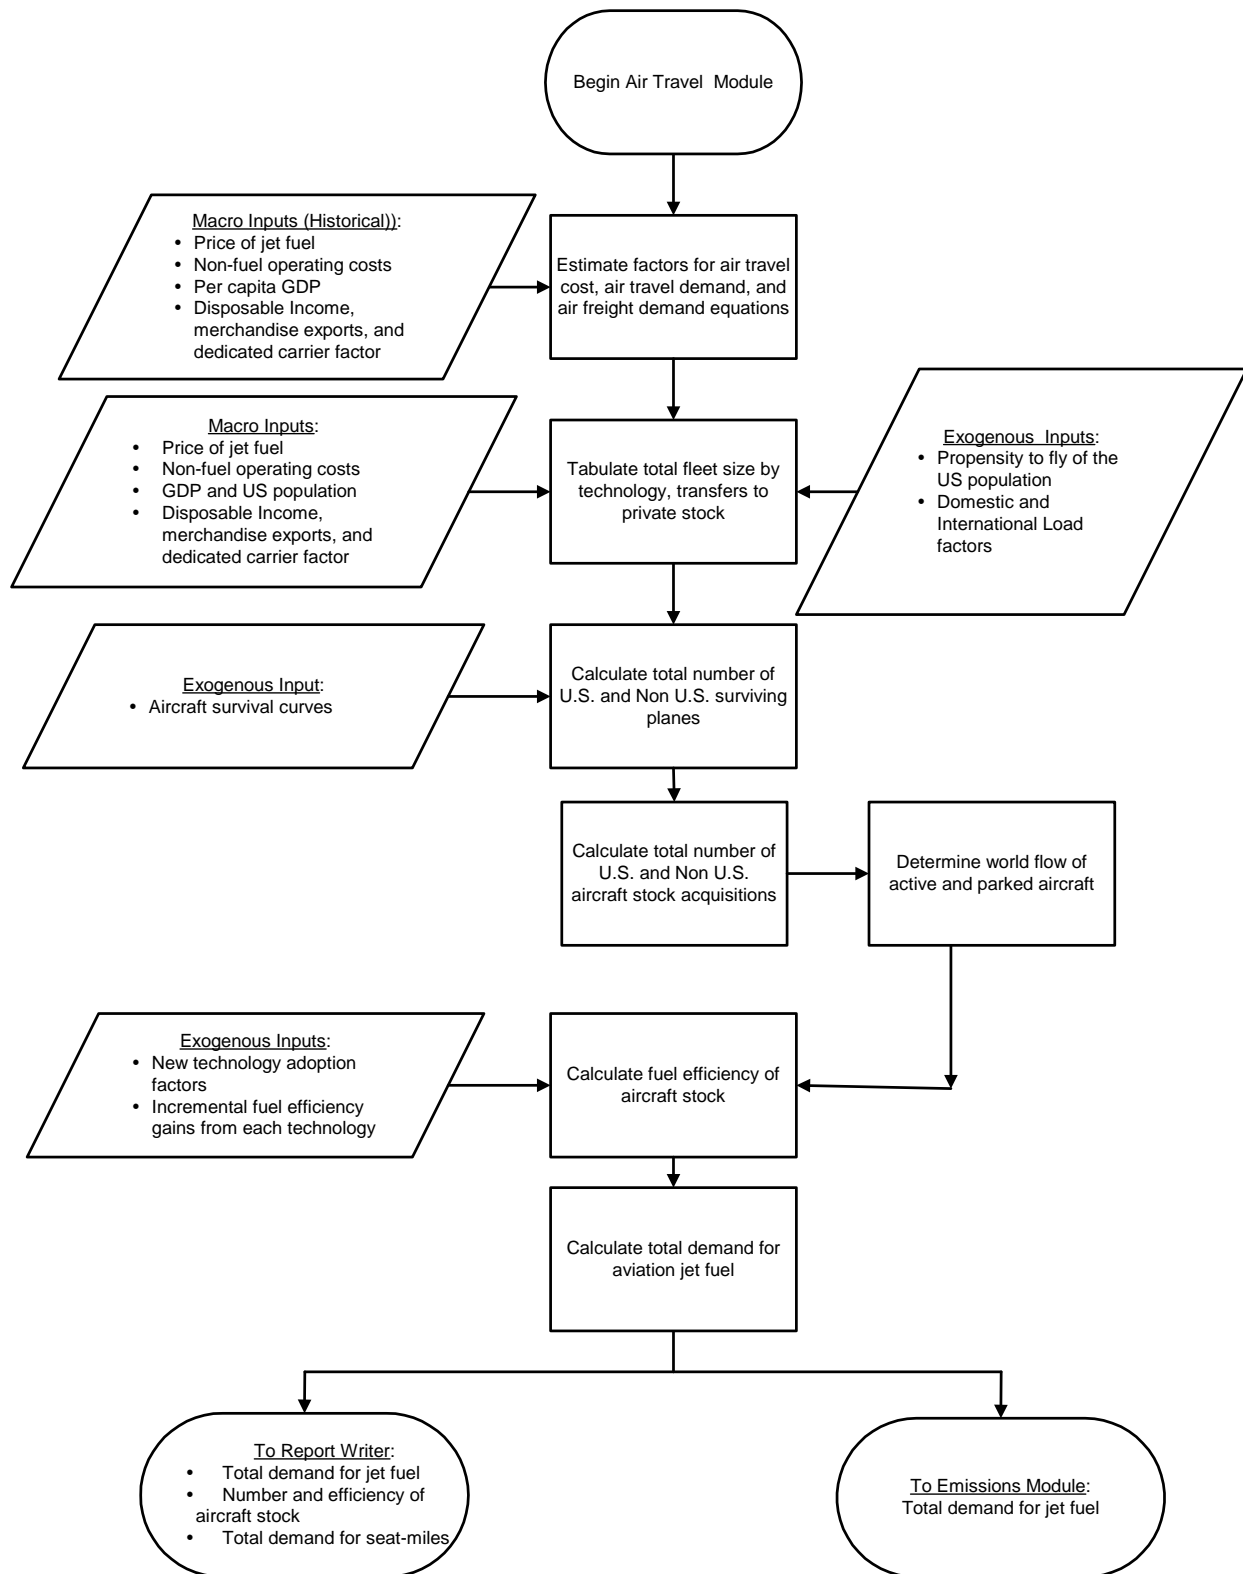 Begin Air Travel  Module
Macro Inputs (Historical)):
• Price of jet fuel
• Non-fuel operating costs
• Per capita GDP
• Disposable Income,
merchandise exports, and
dedicated carrier factor
Estimate factors for air travel
cost, air travel demand, and
air freight demand equations
Macro Inputs:
• Price of jet fuel
• Non-fuel operating costs
• GDP and US population
• Disposable Income,
merchandise exports, and
dedicated carrier factor
Tabulate total fleet size by
technology, transfers to
private stock
Exogenous  Inputs:
• Propensity to fly of the
US population
• Domestic and
International Load
factors
Exogenous Input:
• Aircraft survival curves
Calculate total number of
U.S. and Non U.S. surviving
planes
Calculate total number of
U.S. and Non U.S.
aircraft stock acquisitions
Determine world flow of
active and parked aircraft
Exogenous Inputs:
• New technology adoption
factors
• Incremental fuel efficiency
gains from each technology
Calculate fuel efficiency of
aircraft stock
Calculate total demand for
aviation jet fuel
To Report Writer:
• Total demand for jet fuel
• Number and efficiency of
aircraft stock
• Total demand for seat-miles
To Emissions Module:
Total demand for jet fuel